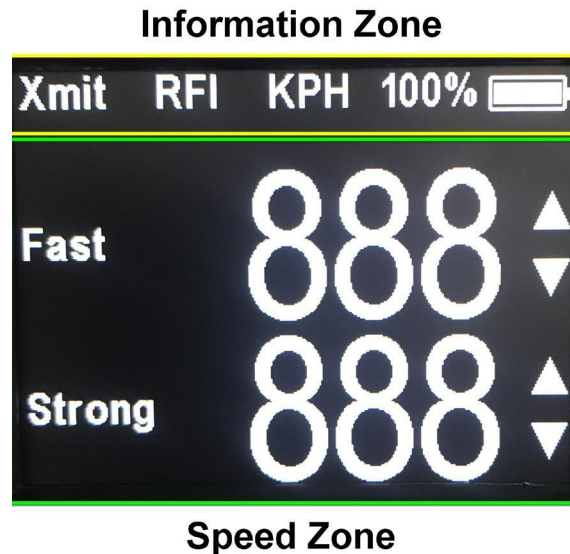 Information Zone
Xmit RFI KPH 100%
Fast 888
Strong 888
Speed Zone